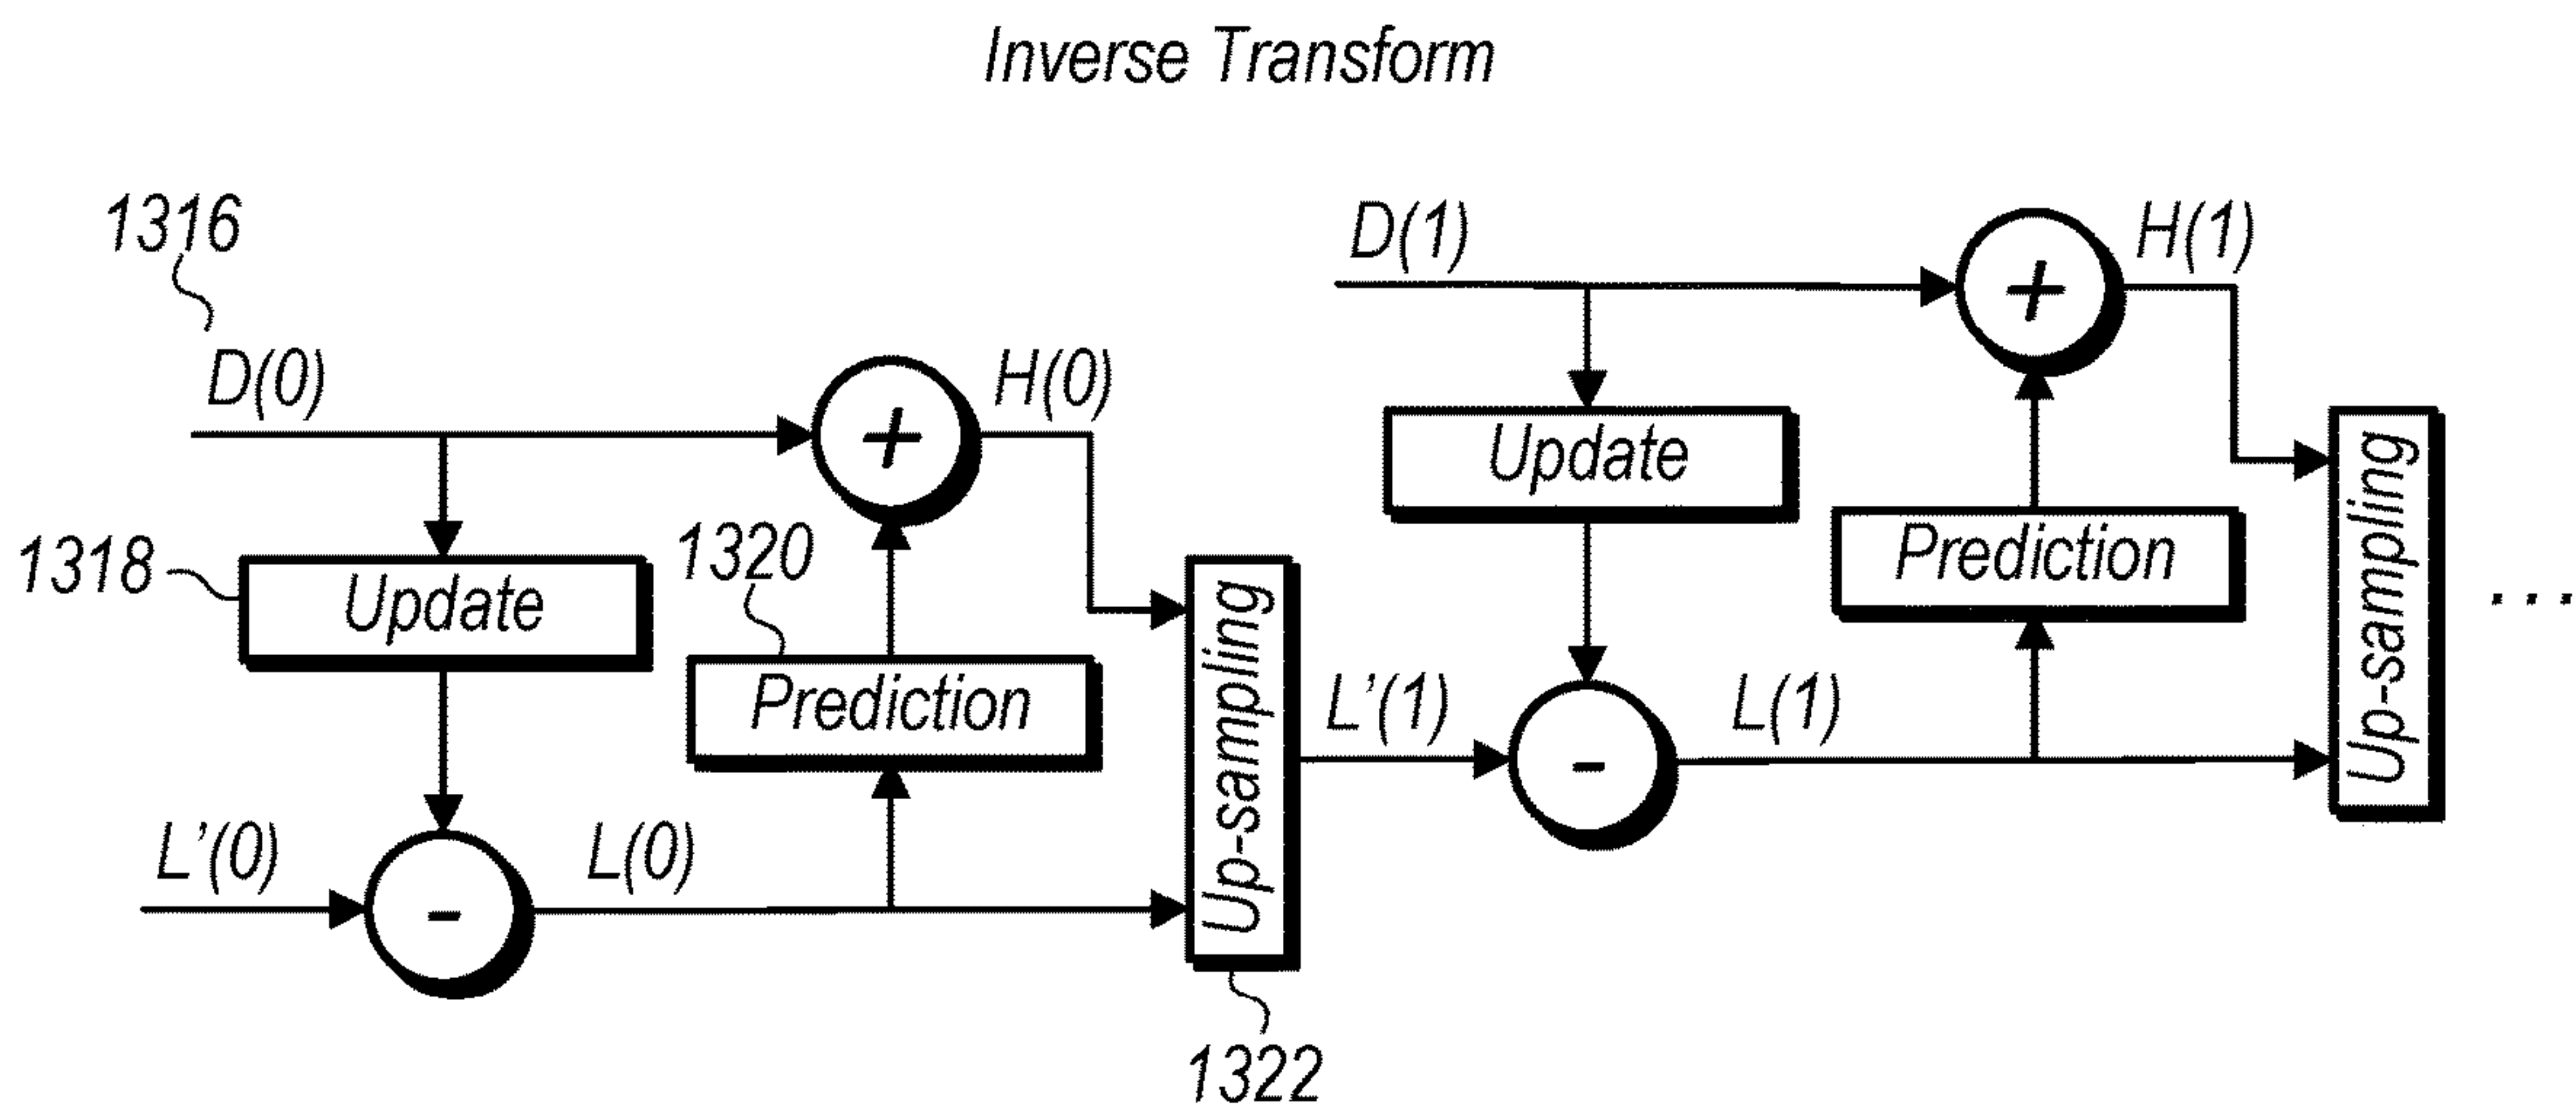 Inverse Transform
1316
D(0)
H(0)
1318
Update
1320
Prediction
L'(0)
L(0)
Up-sampling
1322
D(1)
H(1)
Update
Prediction
L'(1)
L(1)
Up-sampling
...